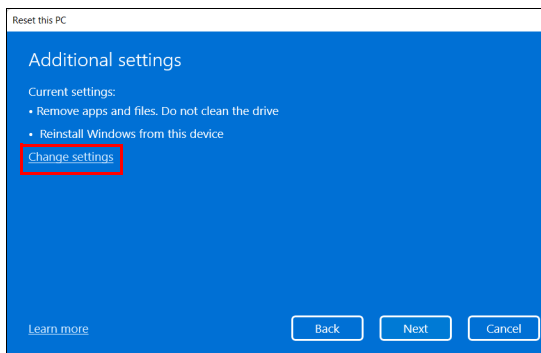 Reset this PC
Additional settings
Current settings:
▪ Remove apps and files. Do not clean the drive
▪ Reinstall Windows from this device
Change settings
Learn more
Back
Next
Cancel